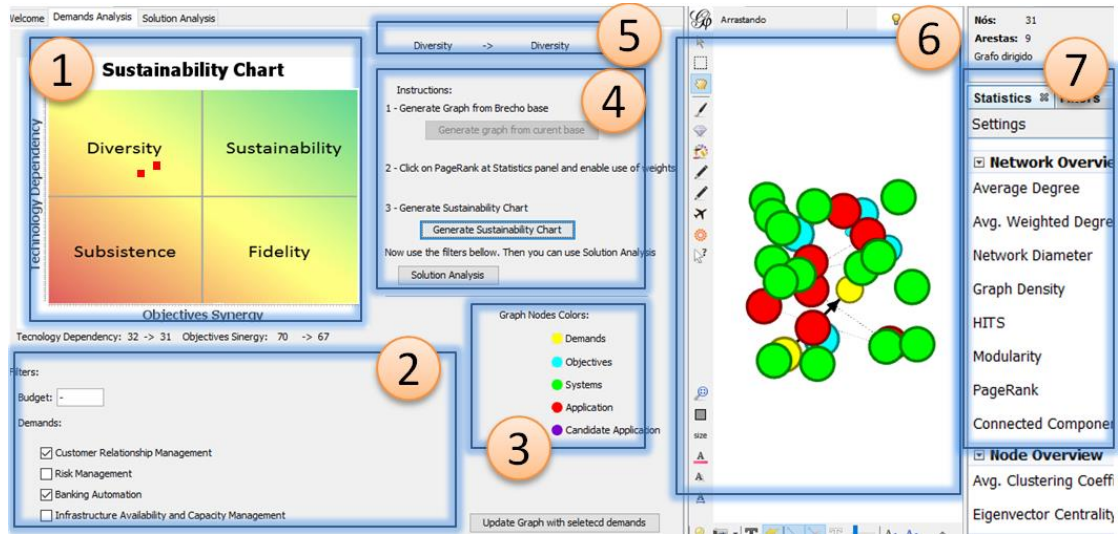 Welcome Demands Analysis Solution Analysis
1
Sustainability Chart
Technology Dependency
Diversity
Sustainability
Subsistence
Fidelity
Objectives Synergy
Tecnology Dependency: 32 -> 31 Objectives Sinergy: 70 -> 67
2
Filters:
Budget: -
Demands:
Customer Relationship Management
Risk Management
Banking Automation
Infrastructure Availability and Capacity Management
5
Diversity -> Diversity
4
Instructions:
1 - Generate Graph from Brecho base
Generate graph from curent base
2 - Click on PageRank at Statistics panel and enable use of weights
3 - Generate Sustainability Chart
Generate Sustainability Chart
Now use the filters bellow. Then you can use Solution Analysis
Solution Analysis
Graph Nodes Colors:
Demands
Objectives
Systems
Application
Candidate Application
3
Update Graph with seletecd demands
Arrastando
6
size
A
A
A
T
Nós: 31
Arestas: 9
Grafo dirigido
7
Statistics
Settings
Network Overvie
Average Degree
Avg. Weighted Degre
Network Diameter
Graph Density
HITS
Modularity
PageRank
Connected Componer
Node Overview
Avg. Clustering Coeffi
Eigenvector Centrality